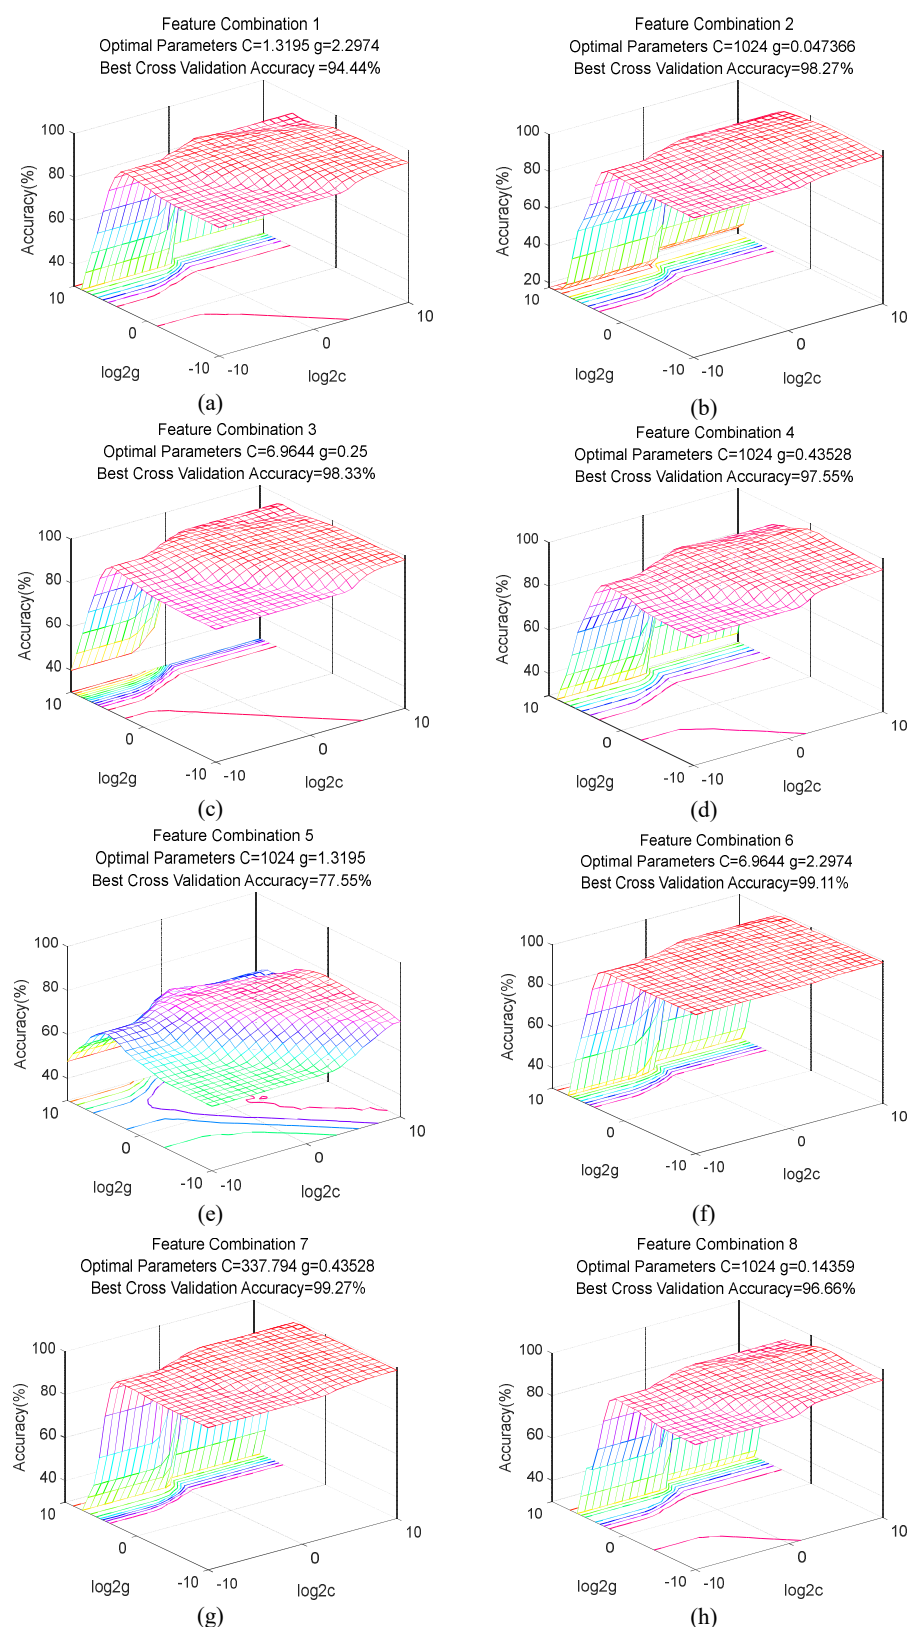 Feature Combination 1
Optimal Parameters C=1.3195 g=2.2974
Best Cross Validation Accuracy =94.44%
100
80
60
40
Accuracy(%)
10
0
-10
log2g
-10
0
10
log2c
(a)
Feature Combination 2
Optimal Parameters C=1024 g=0.047366
Best Cross Validation Accuracy=98.27%
100
80
60
40
20
Accuracy(%)
10
0
-10
log2g
-10
0
10
log2c
(b)
Feature Combination 3
Optimal Parameters C=6.9644 g=0.25
Best Cross Validation Accuracy=98.33%
100
80
60
40
Accuracy(%)
10
0
-10
log2g
-10
0
10
log2c
(c)
Feature Combination 4
Optimal Parameters C=1024 g=0.43528
Best Cross Validation Accuracy=97.55%
100
80
60
40
Accuracy(%)
10
0
-10
log2g
-10
0
10
log2c
(d)
Feature Combination 5
Optimal Parameters C=1024 g=1.3195
Best Cross Validation Accuracy=77.55%
100
80
60
40
Accuracy(%)
10
0
-10
log2g
-10
0
10
log2c
(e)
Feature Combination 6
Optimal Parameters C=6.9644 g=2.2974
Best Cross Validation Accuracy=99.11%
100
80
60
40
Accuracy(%)
10
0
-10
log2g
-10
0
10
log2c
(f)
Feature Combination 7
Optimal Parameters C=337.794 g=0.43528
Best Cross Validation Accuracy=99.27%
100
80
60
40
Accuracy(%)
10
0
-10
log2g
-10
0
10
log2c
(g)
Feature Combination 8
Optimal Parameters C=1024 g=0.14359
Best Cross Validation Accuracy=96.66%
100
80
60
40
Accuracy(%)
10
0
-10
log2g
-10
0
10
log2c
(h)